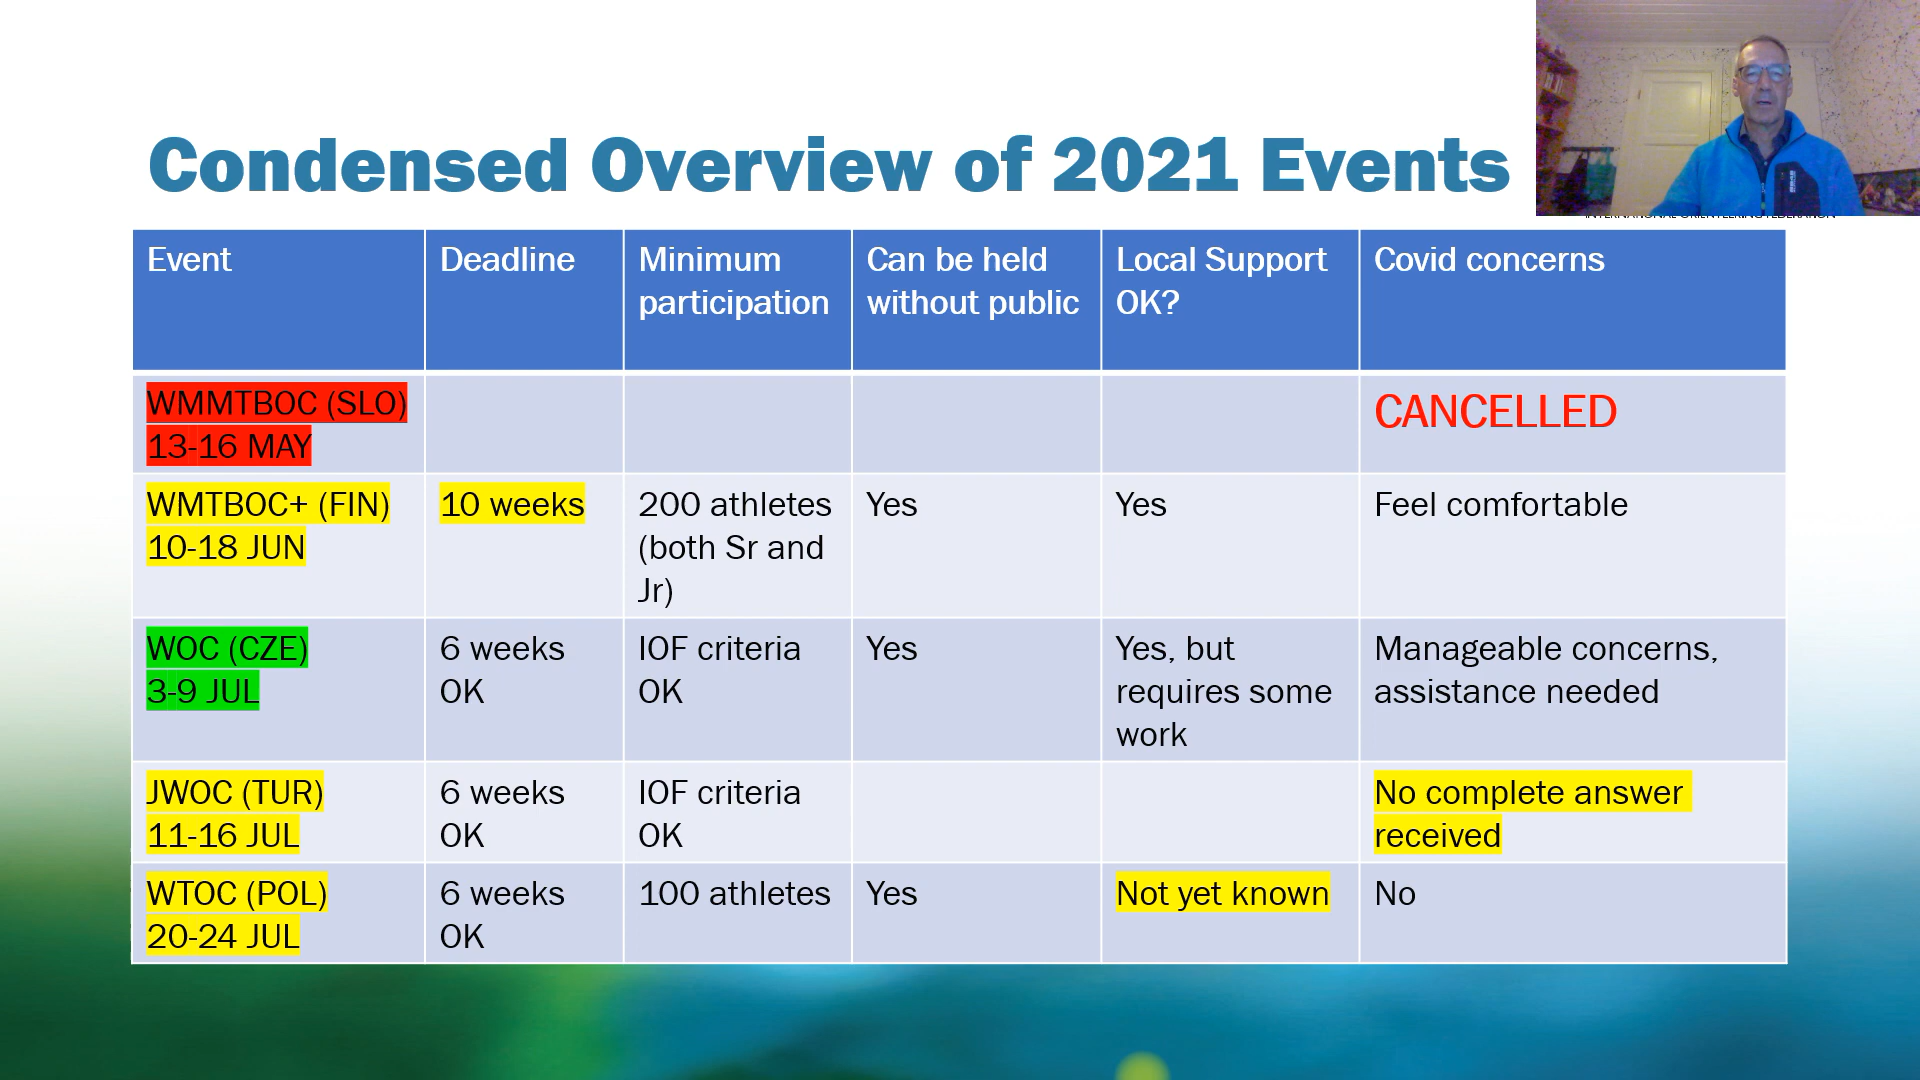 Condensed Overview of 2021 Events
INTERNATIONAL ORIENTEERING FEDERATION
Event
Deadline
Minimum
participation
Can be held
without public
Local Support
OK?
Covid concerns
WMMTBOC (SLO)
13-16 MAY
CANCELLED
WMTBOC+ (FIN)
10-18 JUN
10 weeks
200 athletes
(both Sr and
Jr)
Yes
Yes
Feel comfortable
WOC (CZE)
3-9 JUL
6 weeks
OK
IOF criteria
OK
Yes
Yes, but
requires some
work
Manageable concerns,
assistance needed
JWOC (TUR)
11-16 JUL
6 weeks
OK
IOF criteria
OK
No complete answer
received
WTOC (POL)
20-24 JUL
6 weeks
OK
100 athletes
Yes
Not yet known
No